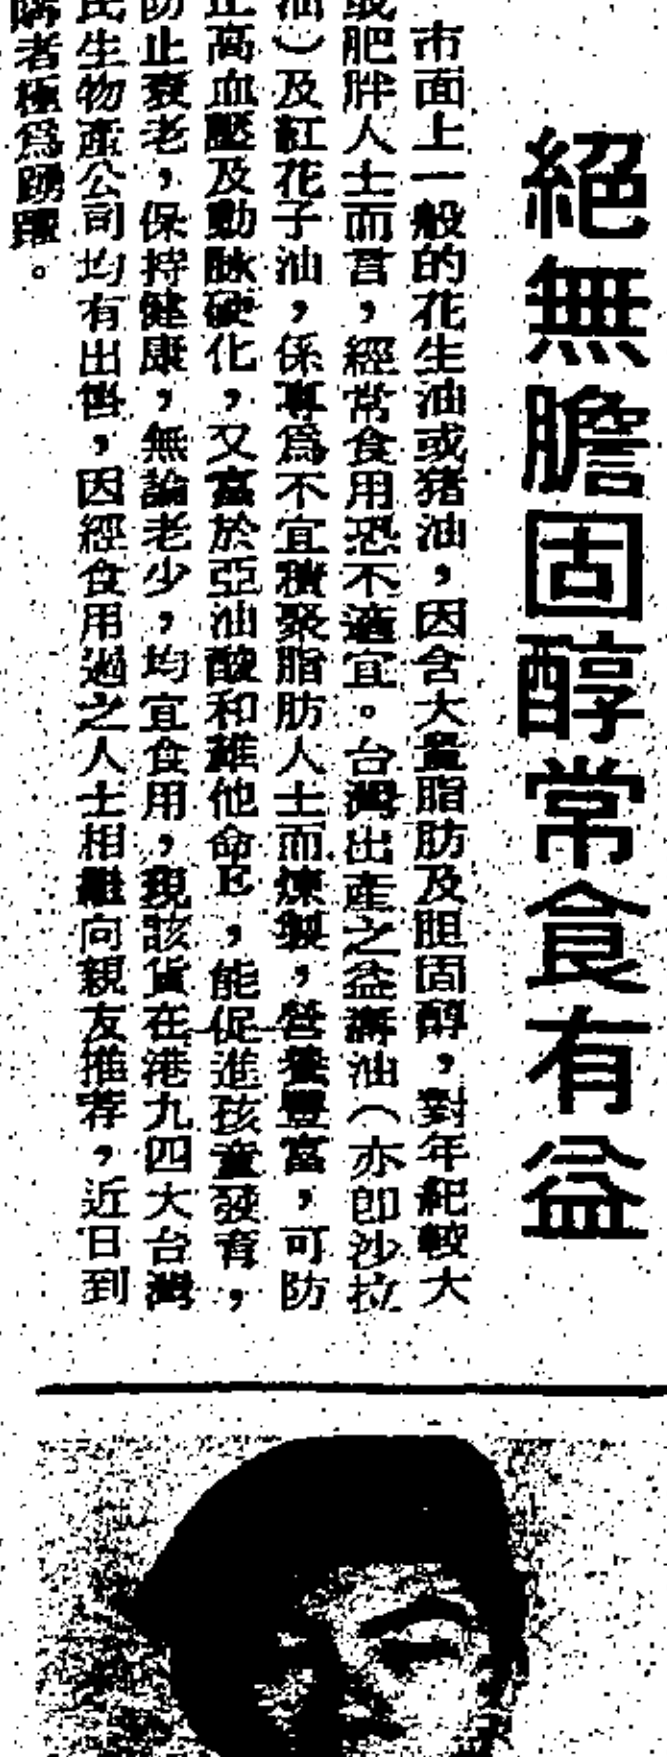 絕無膽固醇常食有益
市面上一般的花生油或猪油，因含大量脂肪及胆固醇，對年紀較大
或肥胖人士而言，經常食用恐不適宜。台灣出產之益壽油（亦即沙拉
油）及紅花子油，係專爲不宜積聚脂肪人士而煉製，營養豐富，可防
止高血壓及動脉硬化，又富於亞油酸和維他命E，能促進孩童發育，
防止衰老，保持健康，無論老少，均宜食用，現該貨在港九四大台灣
民生物產公司均有出售，因經食用過之人士相繼向親友推荐，近日到
購者極爲踴躍。